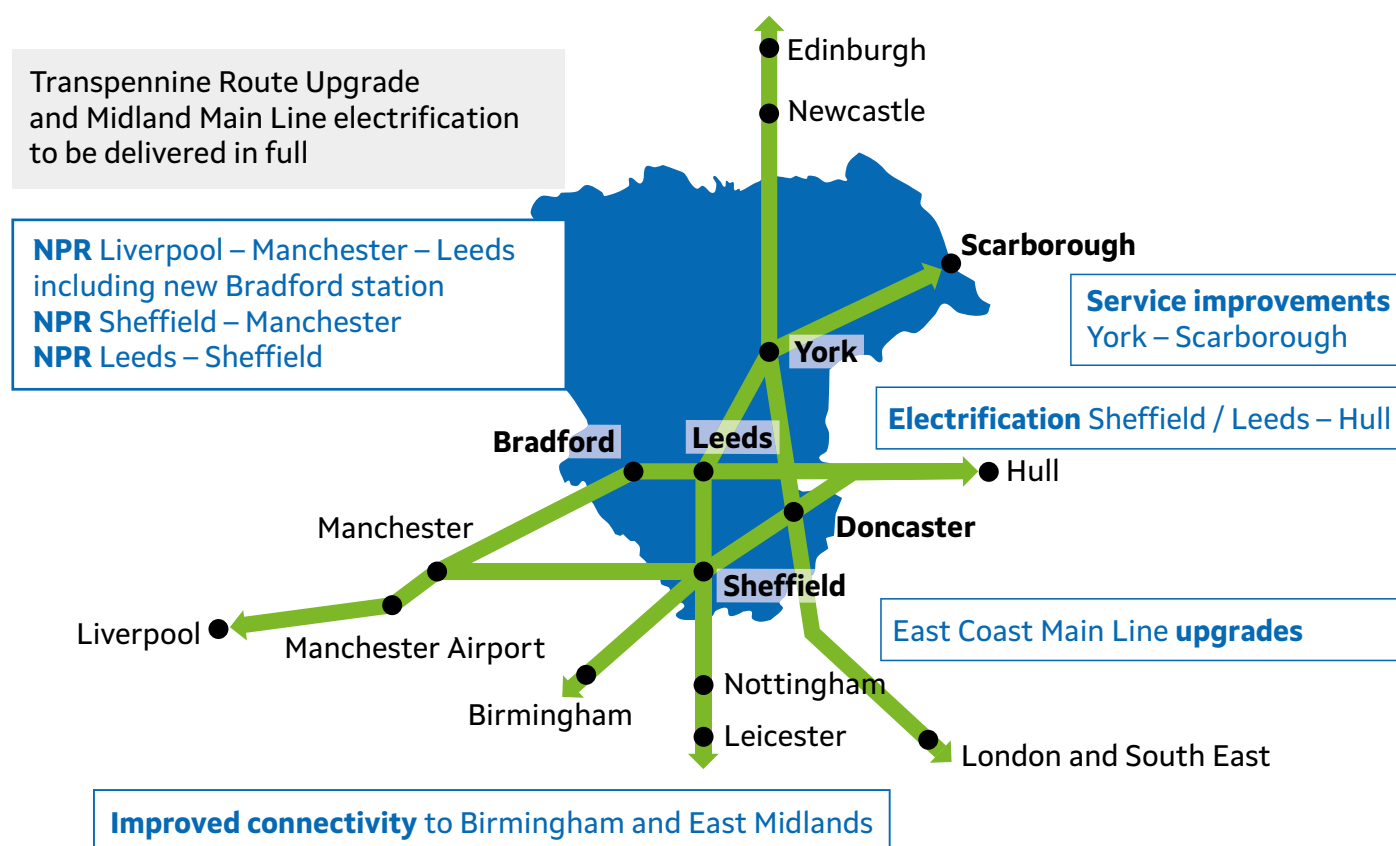 Edinburgh
Transpennine Route Upgrade
and Midland Main Line electrification
to be delivered in full
Newcastle
NPR Liverpool – Manchester – Leeds
including new Bradford station
NPR Sheffield – Manchester
NPR Leeds – Sheffield
Scarborough
Service improvements
York – Scarborough
York
Electrification Sheffield / Leeds – Hull
Bradford
Leeds
Hull
Manchester
Doncaster
Sheffield
Liverpool
Manchester Airport
East Coast Main Line upgrades
Nottingham
Birmingham
Leicester
London and South East
Improved connectivity to Birmingham and East Midlands